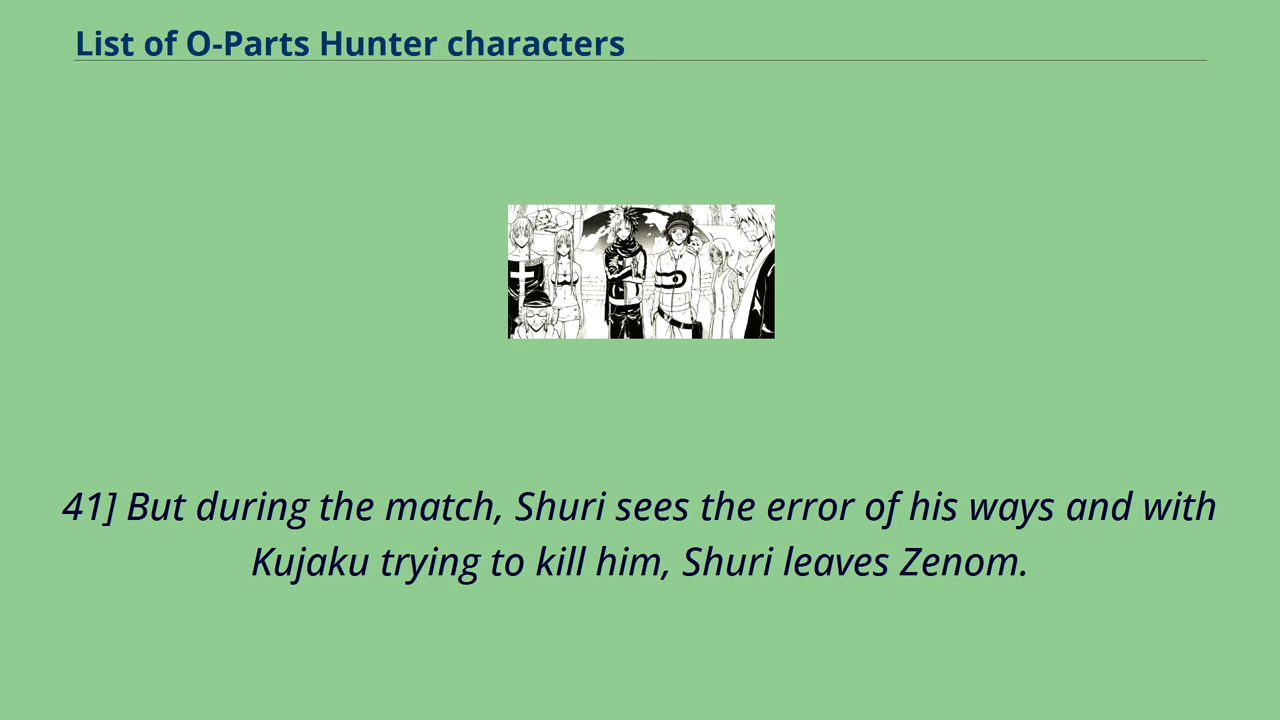 List of O-Parts Hunter characters
41] But during the match, Shuri sees the error of his ways and with
Kujaku trying to kill him, Shuri leaves Zenom.